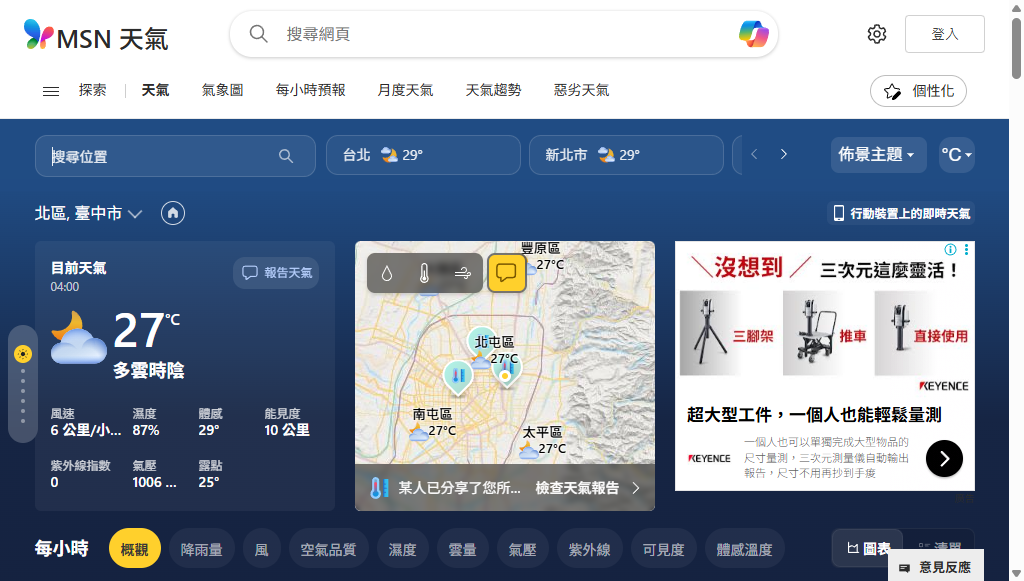 MSN 天氣
搜尋網頁
登入
探索
天氣
氣象圖
每小時預報
月度天氣
天氣趨勢
惡劣天氣
個性化
搜尋位置
台北 29°
新北市 29°
佈景主題
°C
北區, 臺中市
行動裝置上的即時天氣
目前天氣
04:00
報告天氣
27°C
多雲時陰
風速
6 公里/小...
濕度
87%
體感
29°
能見度
10 公里
紫外線指數
0
氣壓
1006 ...
露點
25°
豐原區
27°C
北屯區
27°C
南屯區
27°C
太平區
27°C
某人已分享了您所... 檢查天氣報告
沒想到 三次元這麼靈活！
三腳架
推車
直接使用
KEYENCE
超大型工件，一個人也能輕鬆量測
KEYENCE
一個人也可以單獨完成大型物品的
尺寸量測，三次元測量儀自動輸出
報告，尺寸不用再抄到手痠
每小時
概觀
降雨量
風
空氣品質
濕度
雲量
氣壓
紫外線
可見度
體感溫度
圖表
清單
意見反應